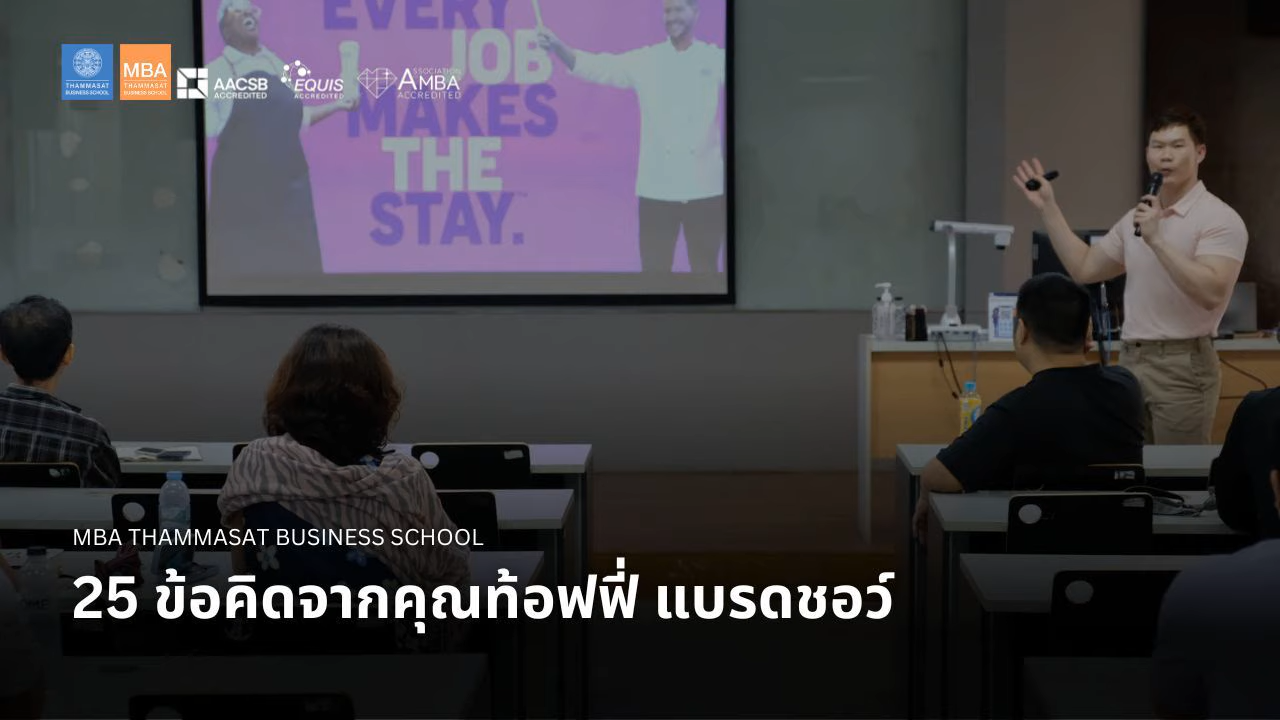 EVERY
JOB
MAKES
THE
STAY.
THAMMASAT
BUSINESS SCHOOL
MBA
THAMMASAT
BUSINESS SCHOOL
AACSB
ACCREDITED
EQUIS
ACCREDITED
ASSOCIATION
AMBA
ACCREDITED
MBA THAMMASAT BUSINESS SCHOOL
25 ข้อคิดจากคุณท้อฟฟี่ แบรดชอว์